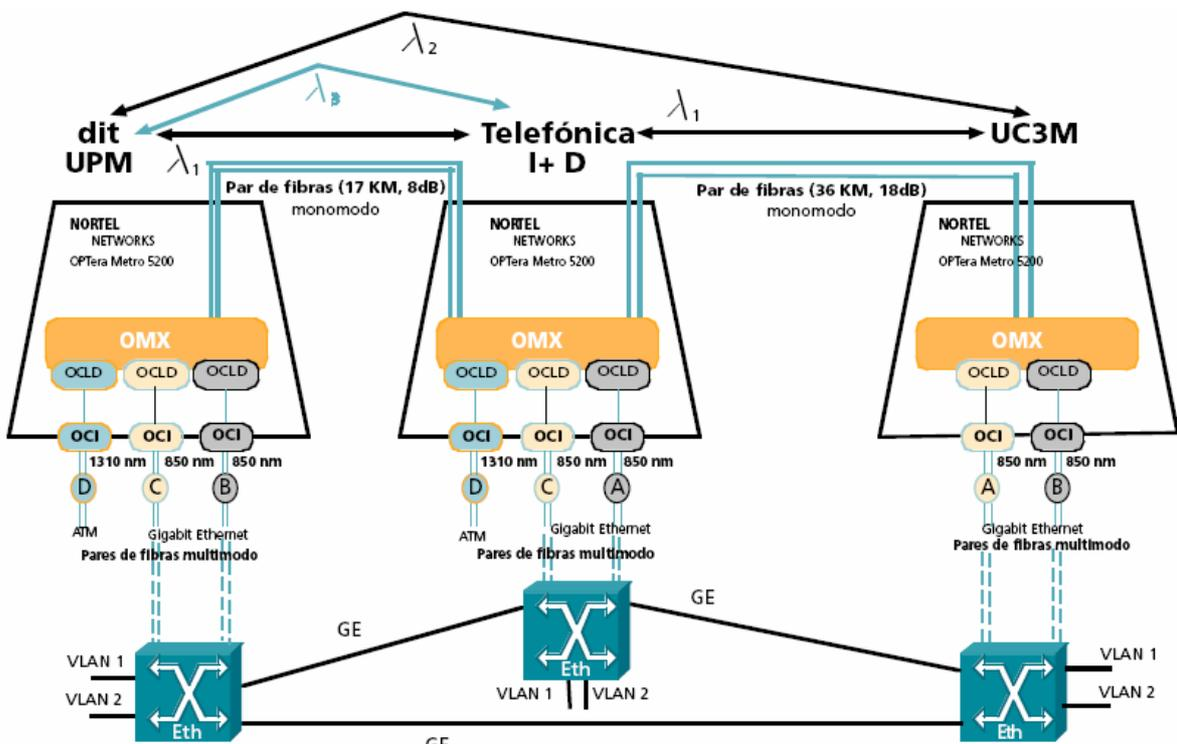 λ2
λ3
λ1
dit
UPM
Telefónica
I+ D
UC3M
λ1
Par de fibras (17 KM, 8dB)
monomodo
Par de fibras (36 KM, 18dB)
monomodo
NORTEL
NETWORKS
OPTera Metro 5200
NORTEL
NETWORKS
OPTera Metro 5200
NORTEL
NETWORKS
OPTera Metro 5200
OMX
OMX
OMX
OCLD OCLD OCLD
OCLD OCLD OCLD
OCLD OCLD
OCI OCI OCI
OCI OCI OCI
OCI OCI
1310 nm 850 nm 850 nm
1310 nm 850 nm 850 nm
850 nm 850 nm
D C B
D C A
A B
ATM
Gigabit Ethernet
Pares de fibras multimodo
ATM
Gigabit Ethernet
Pares de fibras multimodo
Gigabit Ethernet
Pares de fibras multimodo
GE
GE
VLAN 1
VLAN 2
Eth
Eth
VLAN 1 VLAN 2
Eth
VLAN 1
VLAN 2
GE